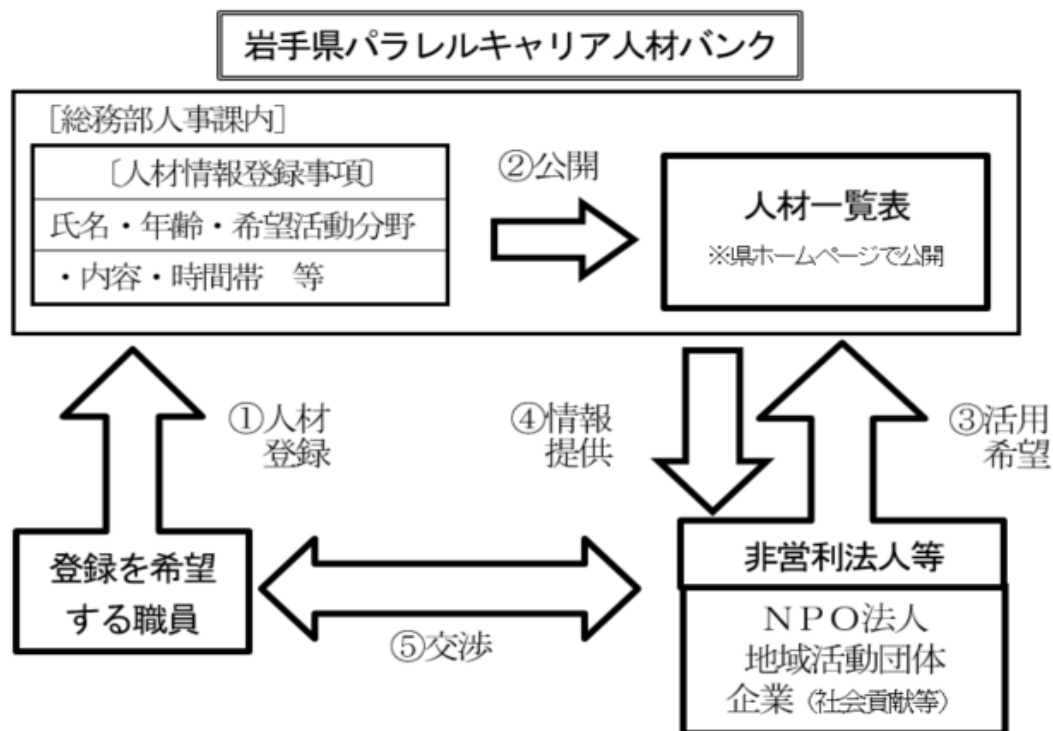 岩手県パラレルキャリア人材バンク
［総務部人事課内］
〔人材情報登録事項〕
氏名・年齢・希望活動分野
・内容・時間帯　等
②公開
人材一覧表
※県ホームページで公開
①人材
登録
④情報
提供
③活用
希望
登録を希望
する職員
⑤交渉
非営利法人等
ＮＰＯ法人
地域活動団体
企業（社会貢献等）